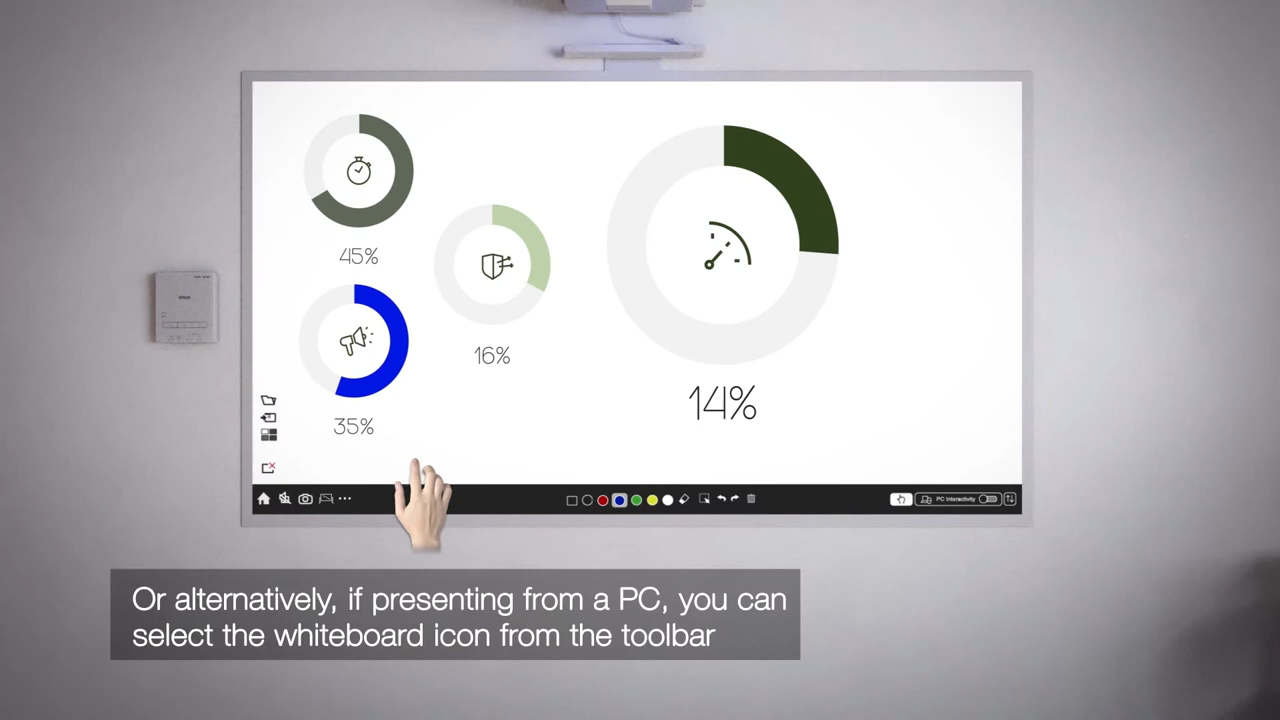 45%
16%
35%
14%
EPSON
PC Interactivity
Or alternatively, if presenting from a PC, you can
select the whiteboard icon from the toolbar